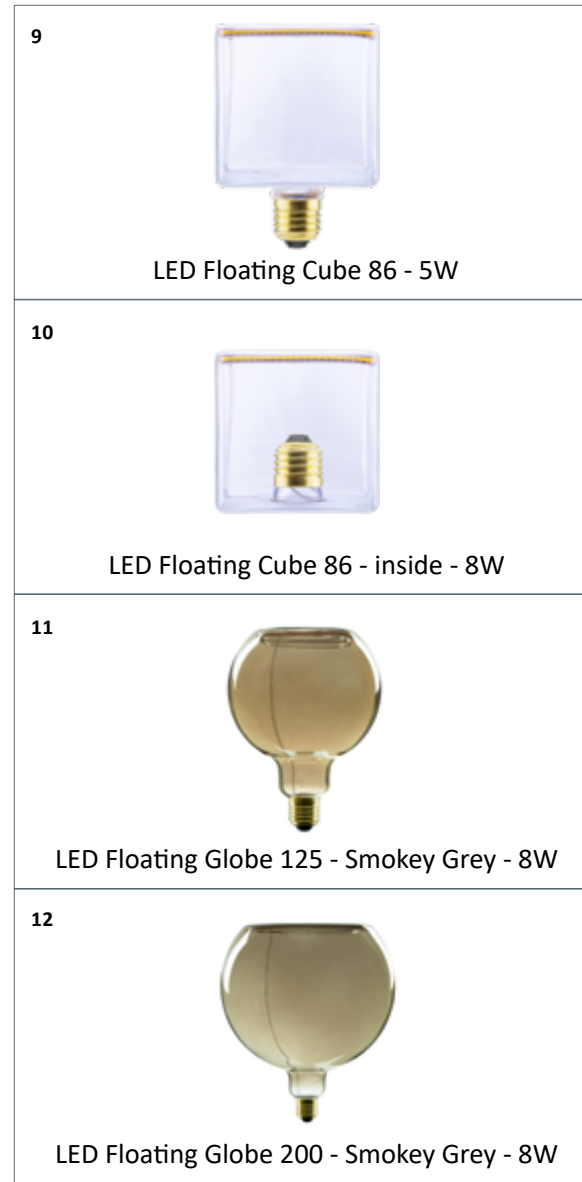 9
LED Floating Cube 86 - 5W
10
LED Floating Cube 86 - inside - 8W
11
LED Floating Globe 125 - Smokey Grey - 8W
12
LED Floating Globe 200 - Smokey Grey - 8W